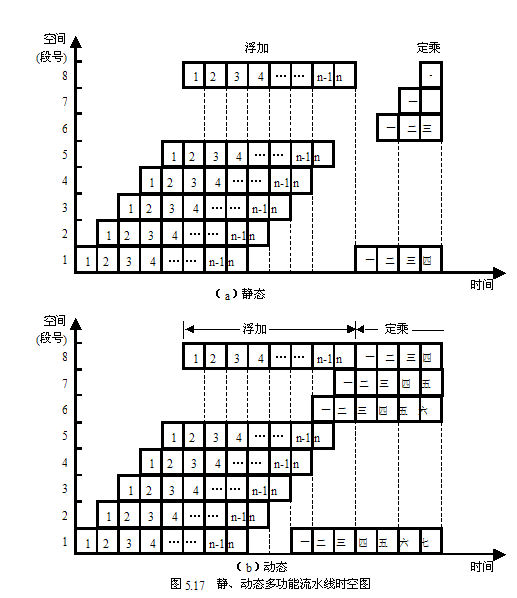 空间
(段号)
浮加
定乘
8 1 2 3 4 …… …… n-1 n 一
7 一
6 一 二 三
5 1 2 3 4 …… …… n-1 n
4 1 2 3 4 …… …… n-1 n
3 1 2 3 4 …… …… n-1 n
2 1 2 3 4 …… …… n-1 n
1 1 2 3 4 …… …… n-1 n 一 二 三 四
时间
（a）静态
空间
(段号)
浮加
定乘
8 1 2 3 4 …… …… n-1 n 一 二 三 四
7 一 二 三 四 五
6 一 二 三 四 五 六
5 1 2 3 4 …… …… n-1 n
4 1 2 3 4 …… …… n-1 n
3 1 2 3 4 …… …… n-1 n
2 1 2 3 4 …… …… n-1 n
1 1 2 3 4 …… …… n-1 n 一 二 三 四 五 六 七
时间
（b）动态
图 5.17 静、动态多功能流水线时空图